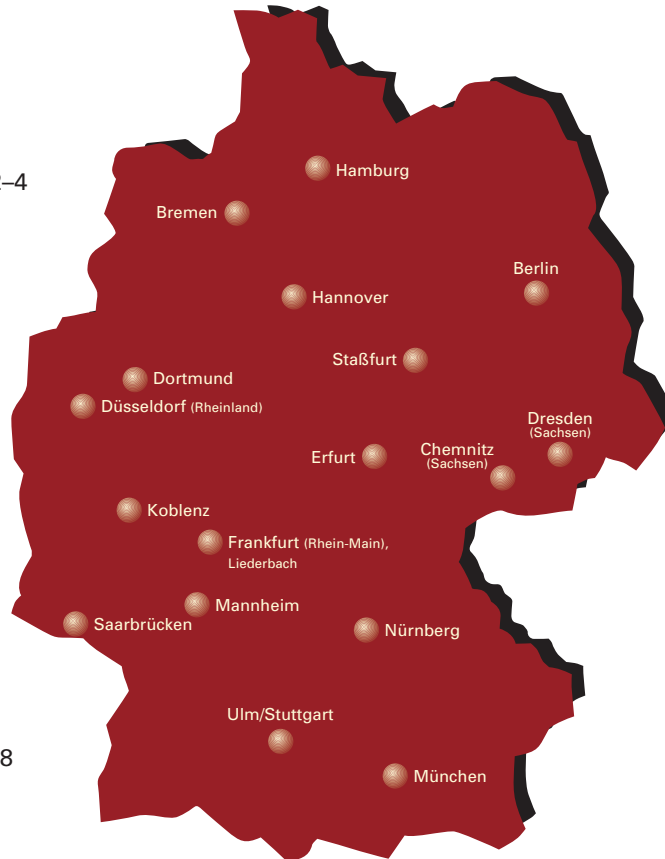 Hamburg
–4
Bremen
Berlin
Hannover
Staßfurt
Dortmund
Düsseldorf (Rheinland)
Dresden
(Sachsen)
Chemnitz
(Sachsen)
Erfurt
Koblenz
Frankfurt (Rhein-Main),
Liederbach
Mannheim
Saarbrücken
Nürnberg
Ulm/Stuttgart
8
München